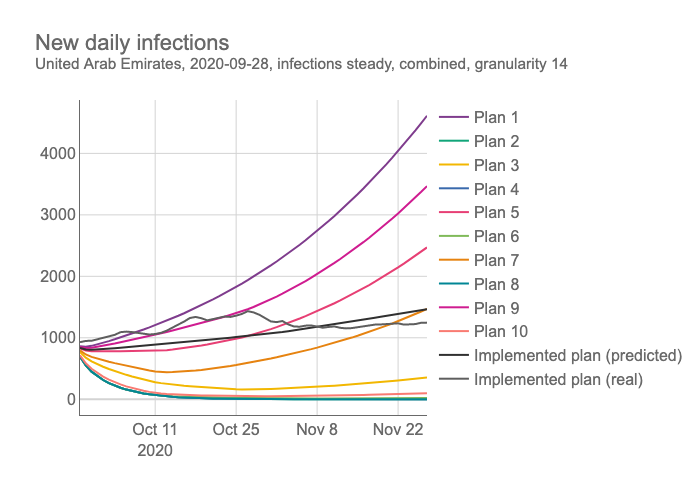 New daily infections
United Arab Emirates, 2020-09-28, infections steady, combined, granularity 14
4000
3000
2000
1000
0
Oct 11
2020
Oct 25
Nov 8
Nov 22
Plan 1
Plan 2
Plan 3
Plan 4
Plan 5
Plan 6
Plan 7
Plan 8
Plan 9
Plan 10
Implemented plan (predicted)
Implemented plan (real)